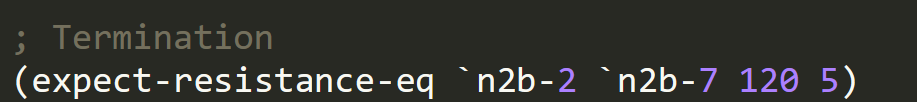 ; Termination
(expect-resistance-eq `n2b-2 `n2b-7 120 5)